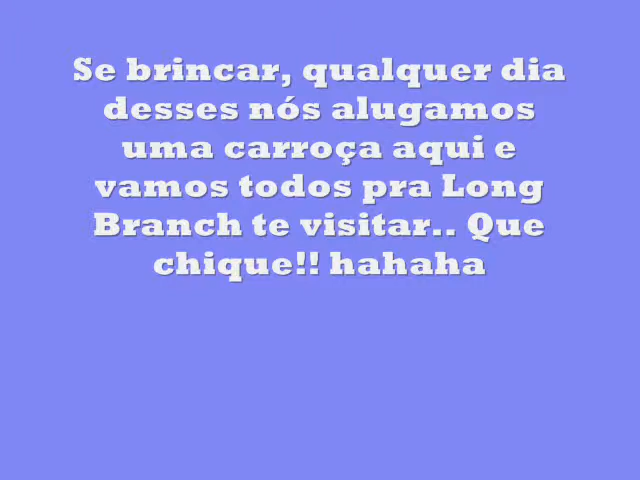 Se brincar, qualquer dia
desses nós alugamos
uma carroça aqui e
vamos todos pra Long
Branch te visitar.. Que
chique!! hahaha